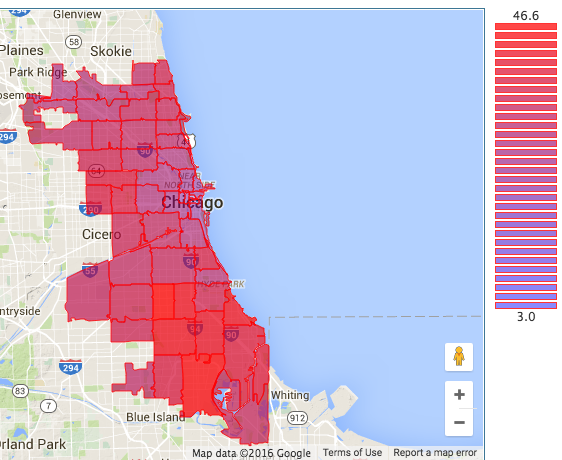 Glenview
58
Plaines
Skokie
Park Ridge
osemont
294
90
4
64
NEAR
NORTH SIDE
Chicago
290
Cicero
90
55
HYDE PARK
ntryside
94
90
294
83
7
Whiting
Blue Island
912
rland Park
+
−
Map data ©2016 Google
Terms of Use
Report a map error
46.6
3.0